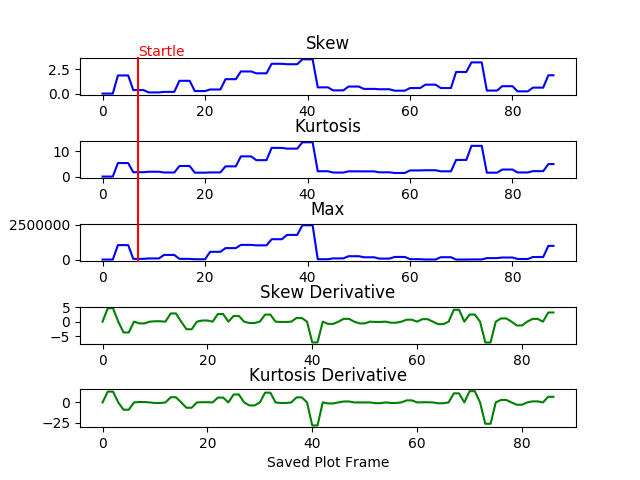 Skew
Startle
2.5
0.0
0 20 40 60 80
Kurtosis
10
0
0 20 40 60 80
Max
2500000
0
0 20 40 60 80
Skew Derivative
5
0
−5
0 20 40 60 80
Kurtosis Derivative
0
−25
0 20 40 60 80
Saved Plot Frame